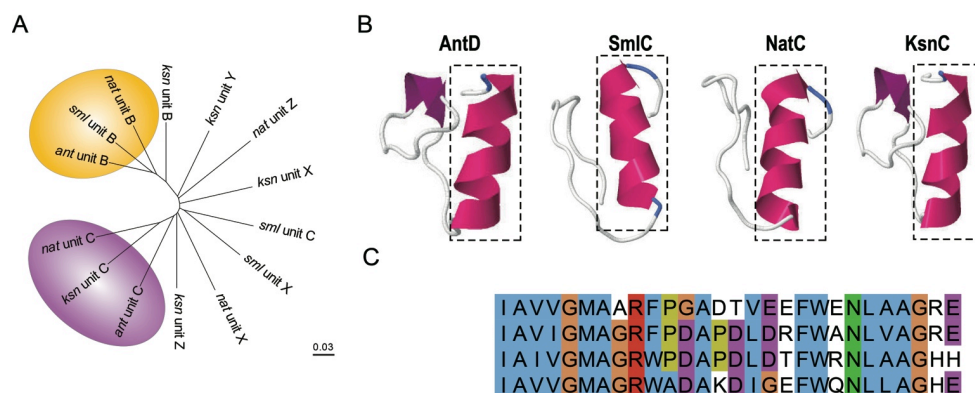 A
nat unit B
sml unit B
ant unit B
ksn unit B
ksn unit Y
nat unit Z
ksn unit X
sml unit C
sml unit X
nat unit X
ksn unit Z
ant unit C
ksn unit C
nat unit C
0.03
B
AntD SmlC NatC KsnC
C
IAVVGMAARFPGADTVEEFWENLAAGRE
IAVIGMAGRFPDAPDLDRFWANLVAGRE
IAIVGMAGRWPDAPDLDTFWRNLAAGHH
IAVVGMAGRWADAKDIGEFWQNLLAGHE